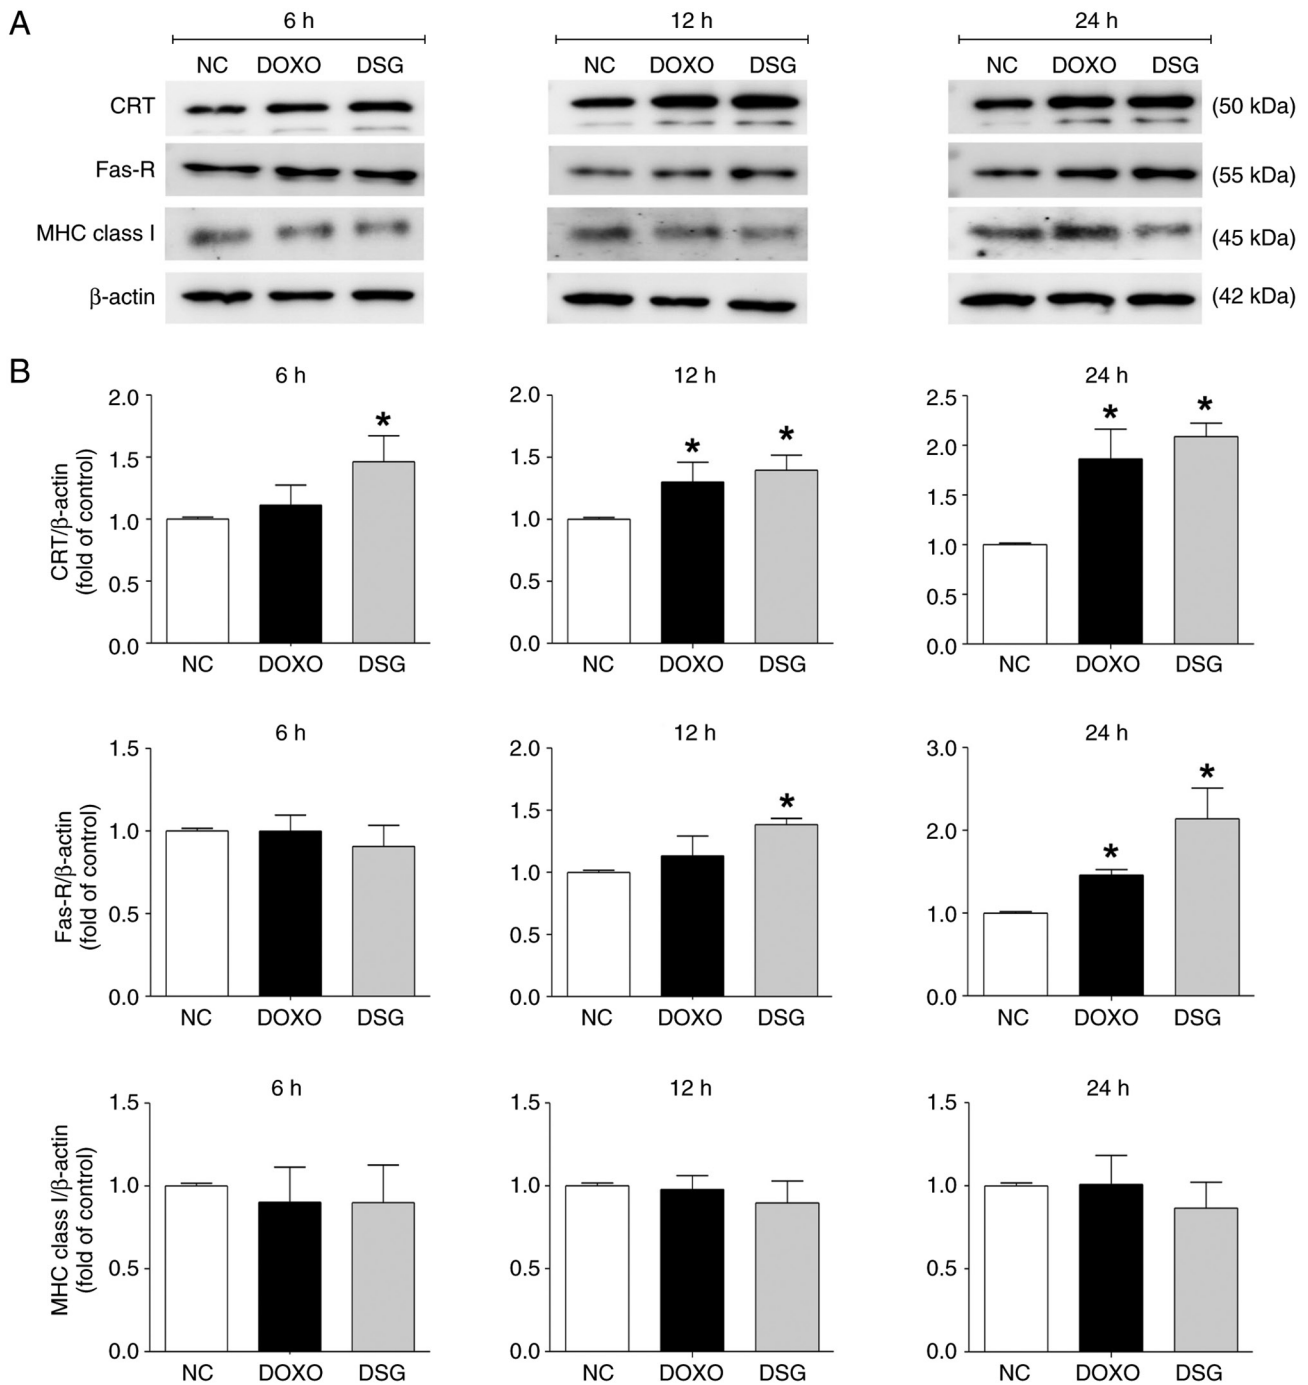 A
6 h 12 h 24 h
NC DOXO DSG NC DOXO DSG NC DOXO DSG
CRT (50 kDa)
Fas-R (55 kDa)
MHC class I (45 kDa)
β-actin (42 kDa)
B
6 h 12 h 24 h
CRT/β-actin
(fold of control)
2.0
1.5
1.0
0.5
0.0
NC DOXO DSG
2.0
1.5
1.0
0.5
0.0
NC DOXO DSG
2.5
2.0
1.5
1.0
0.5
0.0
NC DOXO DSG
* * * * *
6 h 12 h 24 h
Fas-R/β-actin
(fold of control)
1.5
1.0
0.5
0.0
NC DOXO DSG
2.0
1.5
1.0
0.5
0.0
NC DOXO DSG
3.0
2.0
1.0
0.0
NC DOXO DSG
* * *
6 h 12 h 24 h
MHC class I/β-actin
(fold of control)
1.5
1.0
0.5
0.0
NC DOXO DSG
1.5
1.0
0.5
0.0
NC DOXO DSG
1.5
1.0
0.5
0.0
NC DOXO DSG